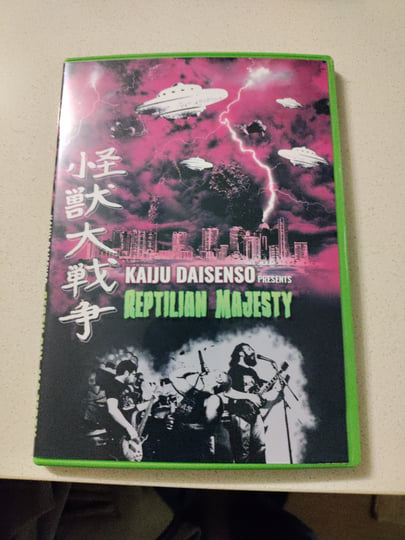 怪獣大戦争
KAIJU DAISENSO PRESENTS
REPTILIAN MAJESTY